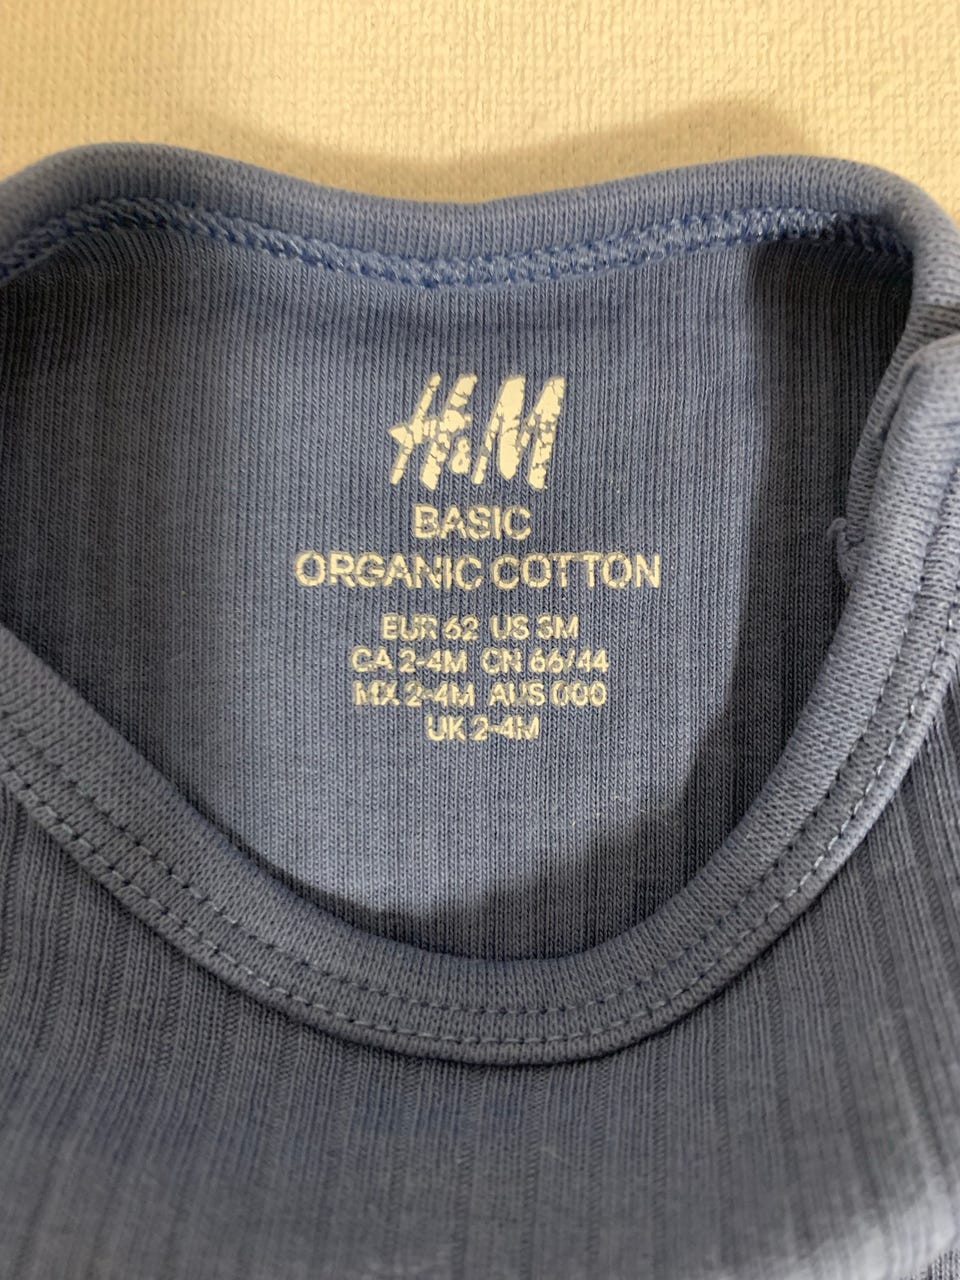 H&M
BASIC
ORGANIC COTTON
EUR 62 US 3M
CA 2-4M CN 66/44
MX 2-4M AUS 000
UK 2-4M